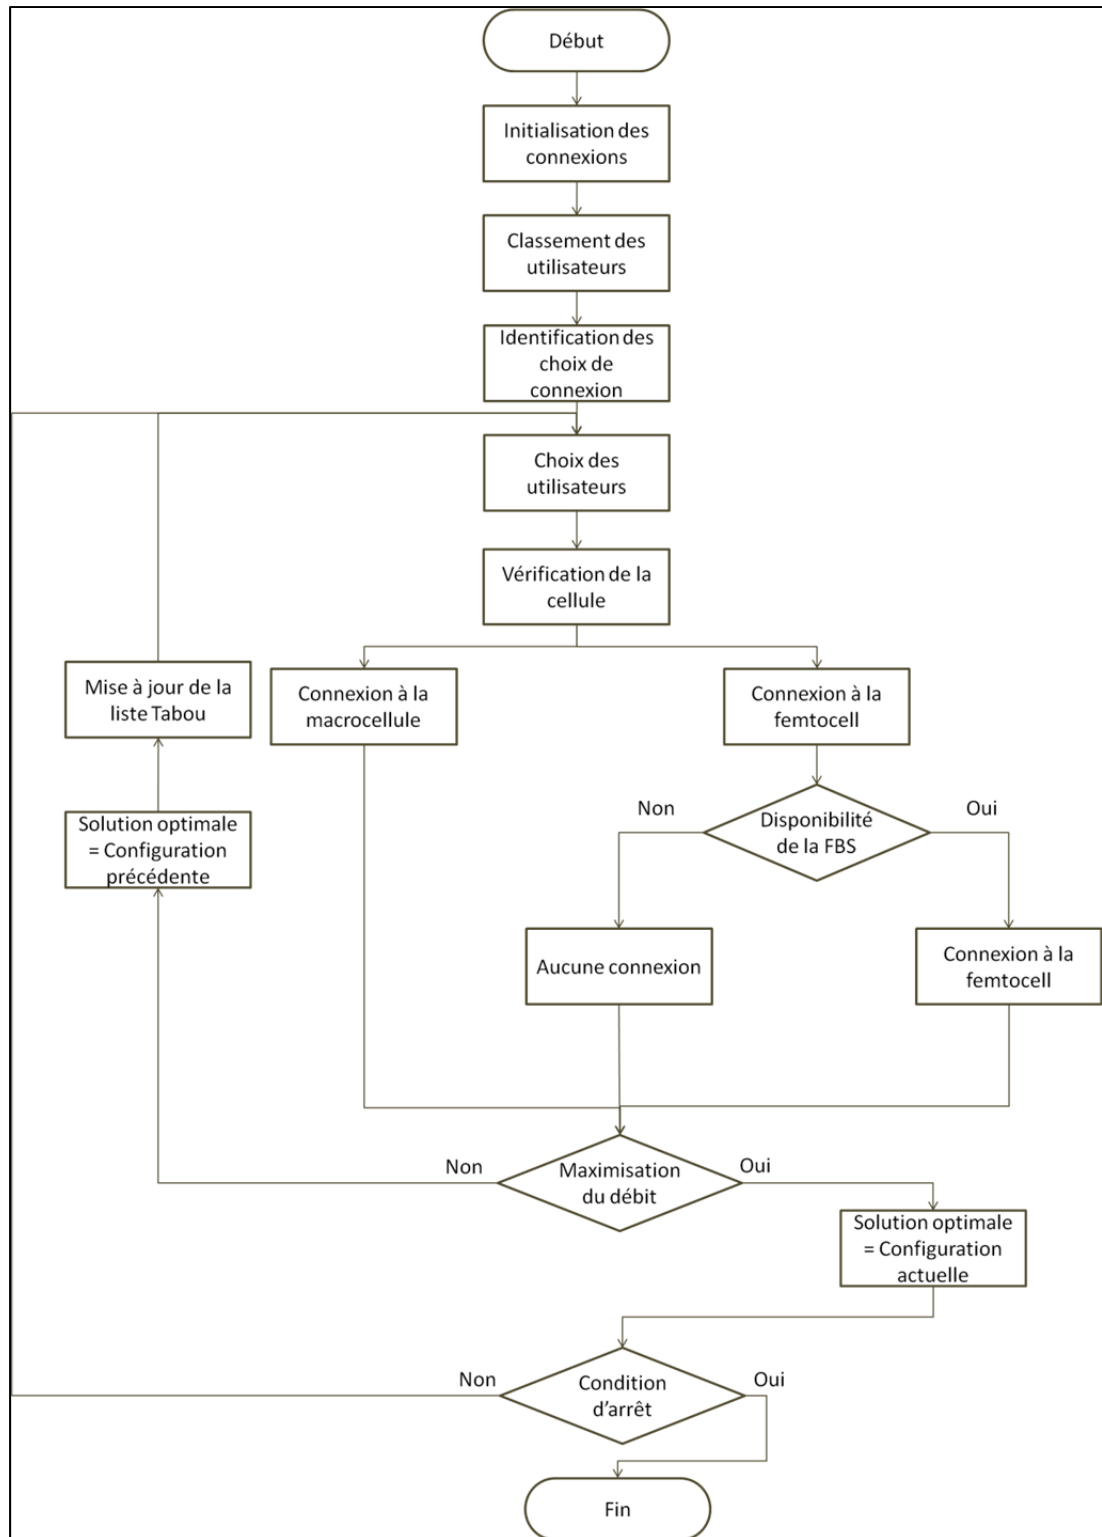 Début
Initialisation des
connexions
Classement des
utilisateurs
Identification des
choix de
connexion
Choix des
utilisateurs
Vérification de la
cellule
Mise à jour de la
liste Tabou
Connexion à la
macrocellule
Connexion à la
femtocell
Solution optimale
= Configuration
précédente
Non
Oui
Disponibilité
de la FBS
Aucune connexion
Connexion à la
femtocell
Non
Oui
Maximisation
du débit
Solution optimale
= Configuration
actuelle
Non
Oui
Condition
d'arrêt
Fin